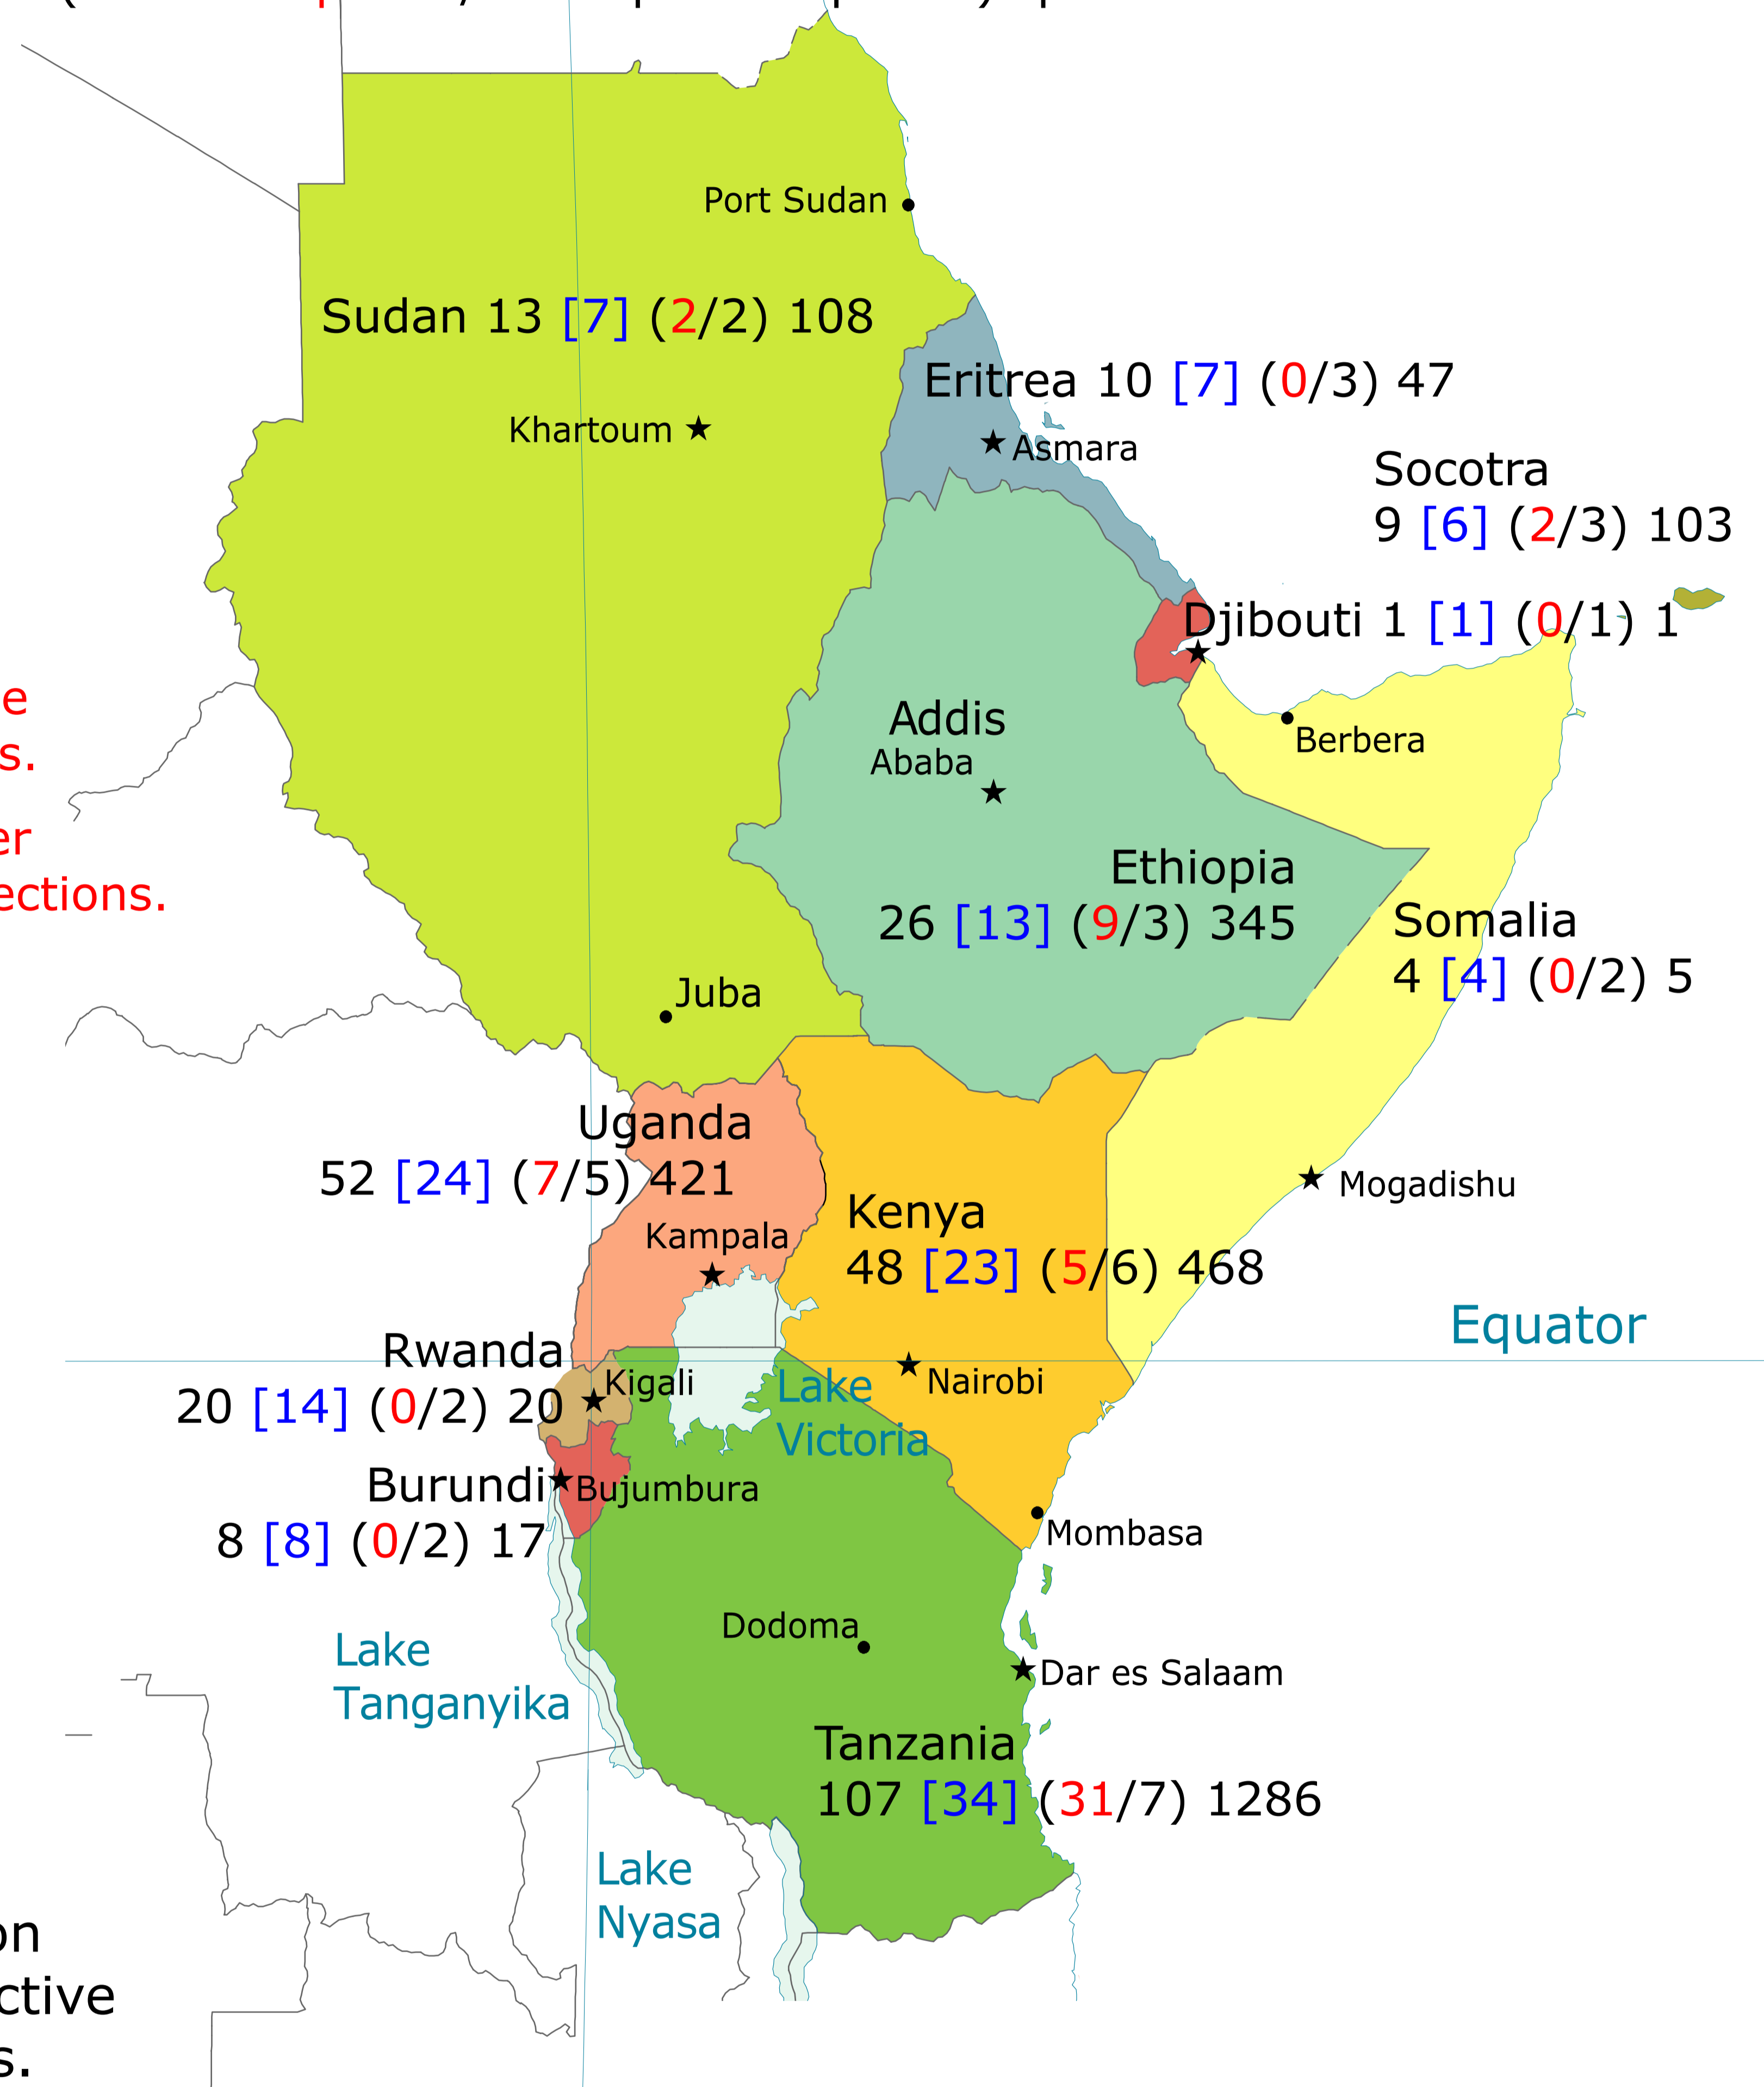 Port Sudan
Sudan 13 [7] (2/2) 108
Eritrea 10 [7] (0/3) 47
Khartoum
Asmara
Socotra
9 [6] (2/3) 103
Djibouti 1 [1] (0/1) 1
Addis
Ababa
Berbera
Ethiopia
26 [13] (9/3) 345
Somalia
4 [4] (0/2) 5
ections.
Juba
Uganda
52 [24] (7/5) 421
Kampala
Mogadishu
Kenya
48 [23] (5/6) 468
Equator
Rwanda
20 [14] (0/2) 20
Kigali
Nairobi
Lake
Victoria
Burundi
8 [8] (0/2) 17
Bujumbura
Mombasa
Dodoma
Lake
Tanganyika
Dar es Salaam
Tanzania
107 [34] (31/7) 1286
Lake
Nyasa
on
ctive
s.